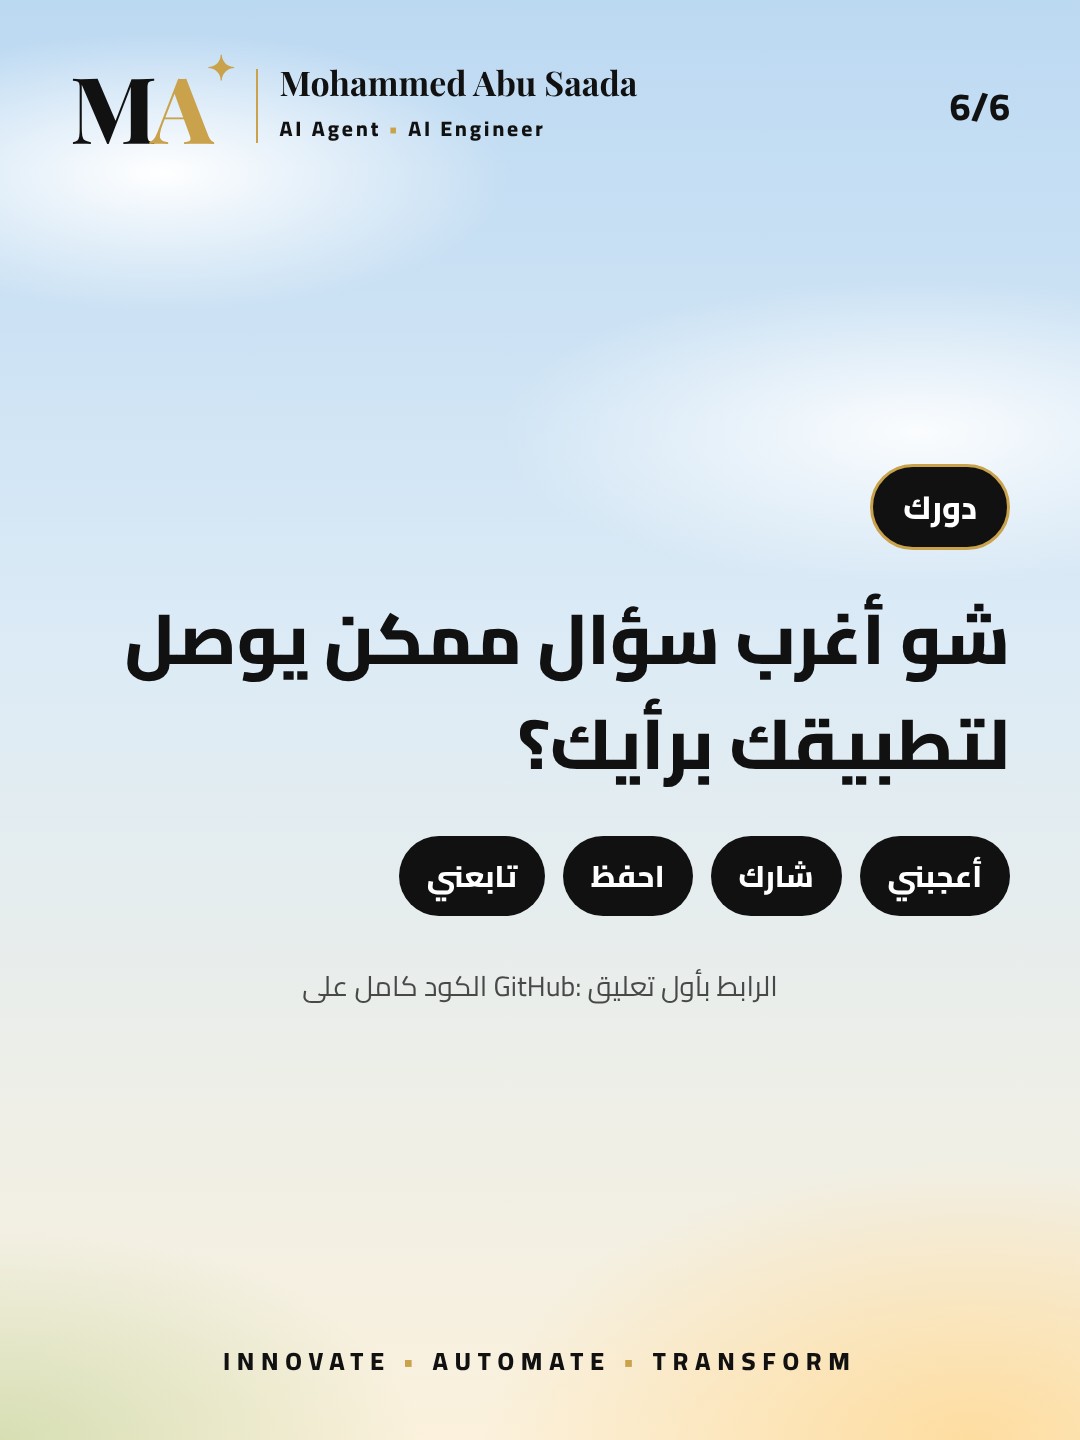 MA
Mohammed Abu Saada
AI Agent ▪ AI Engineer
6/6
دورك
شو أغرب سؤال ممكن يوصل
لتطبيقك برأيك؟
أعجبني
شارك
احفظ
تابعني
الرابط بأول تعليق :GitHub الكود كامل على
INNOVATE ▪ AUTOMATE ▪ TRANSFORM